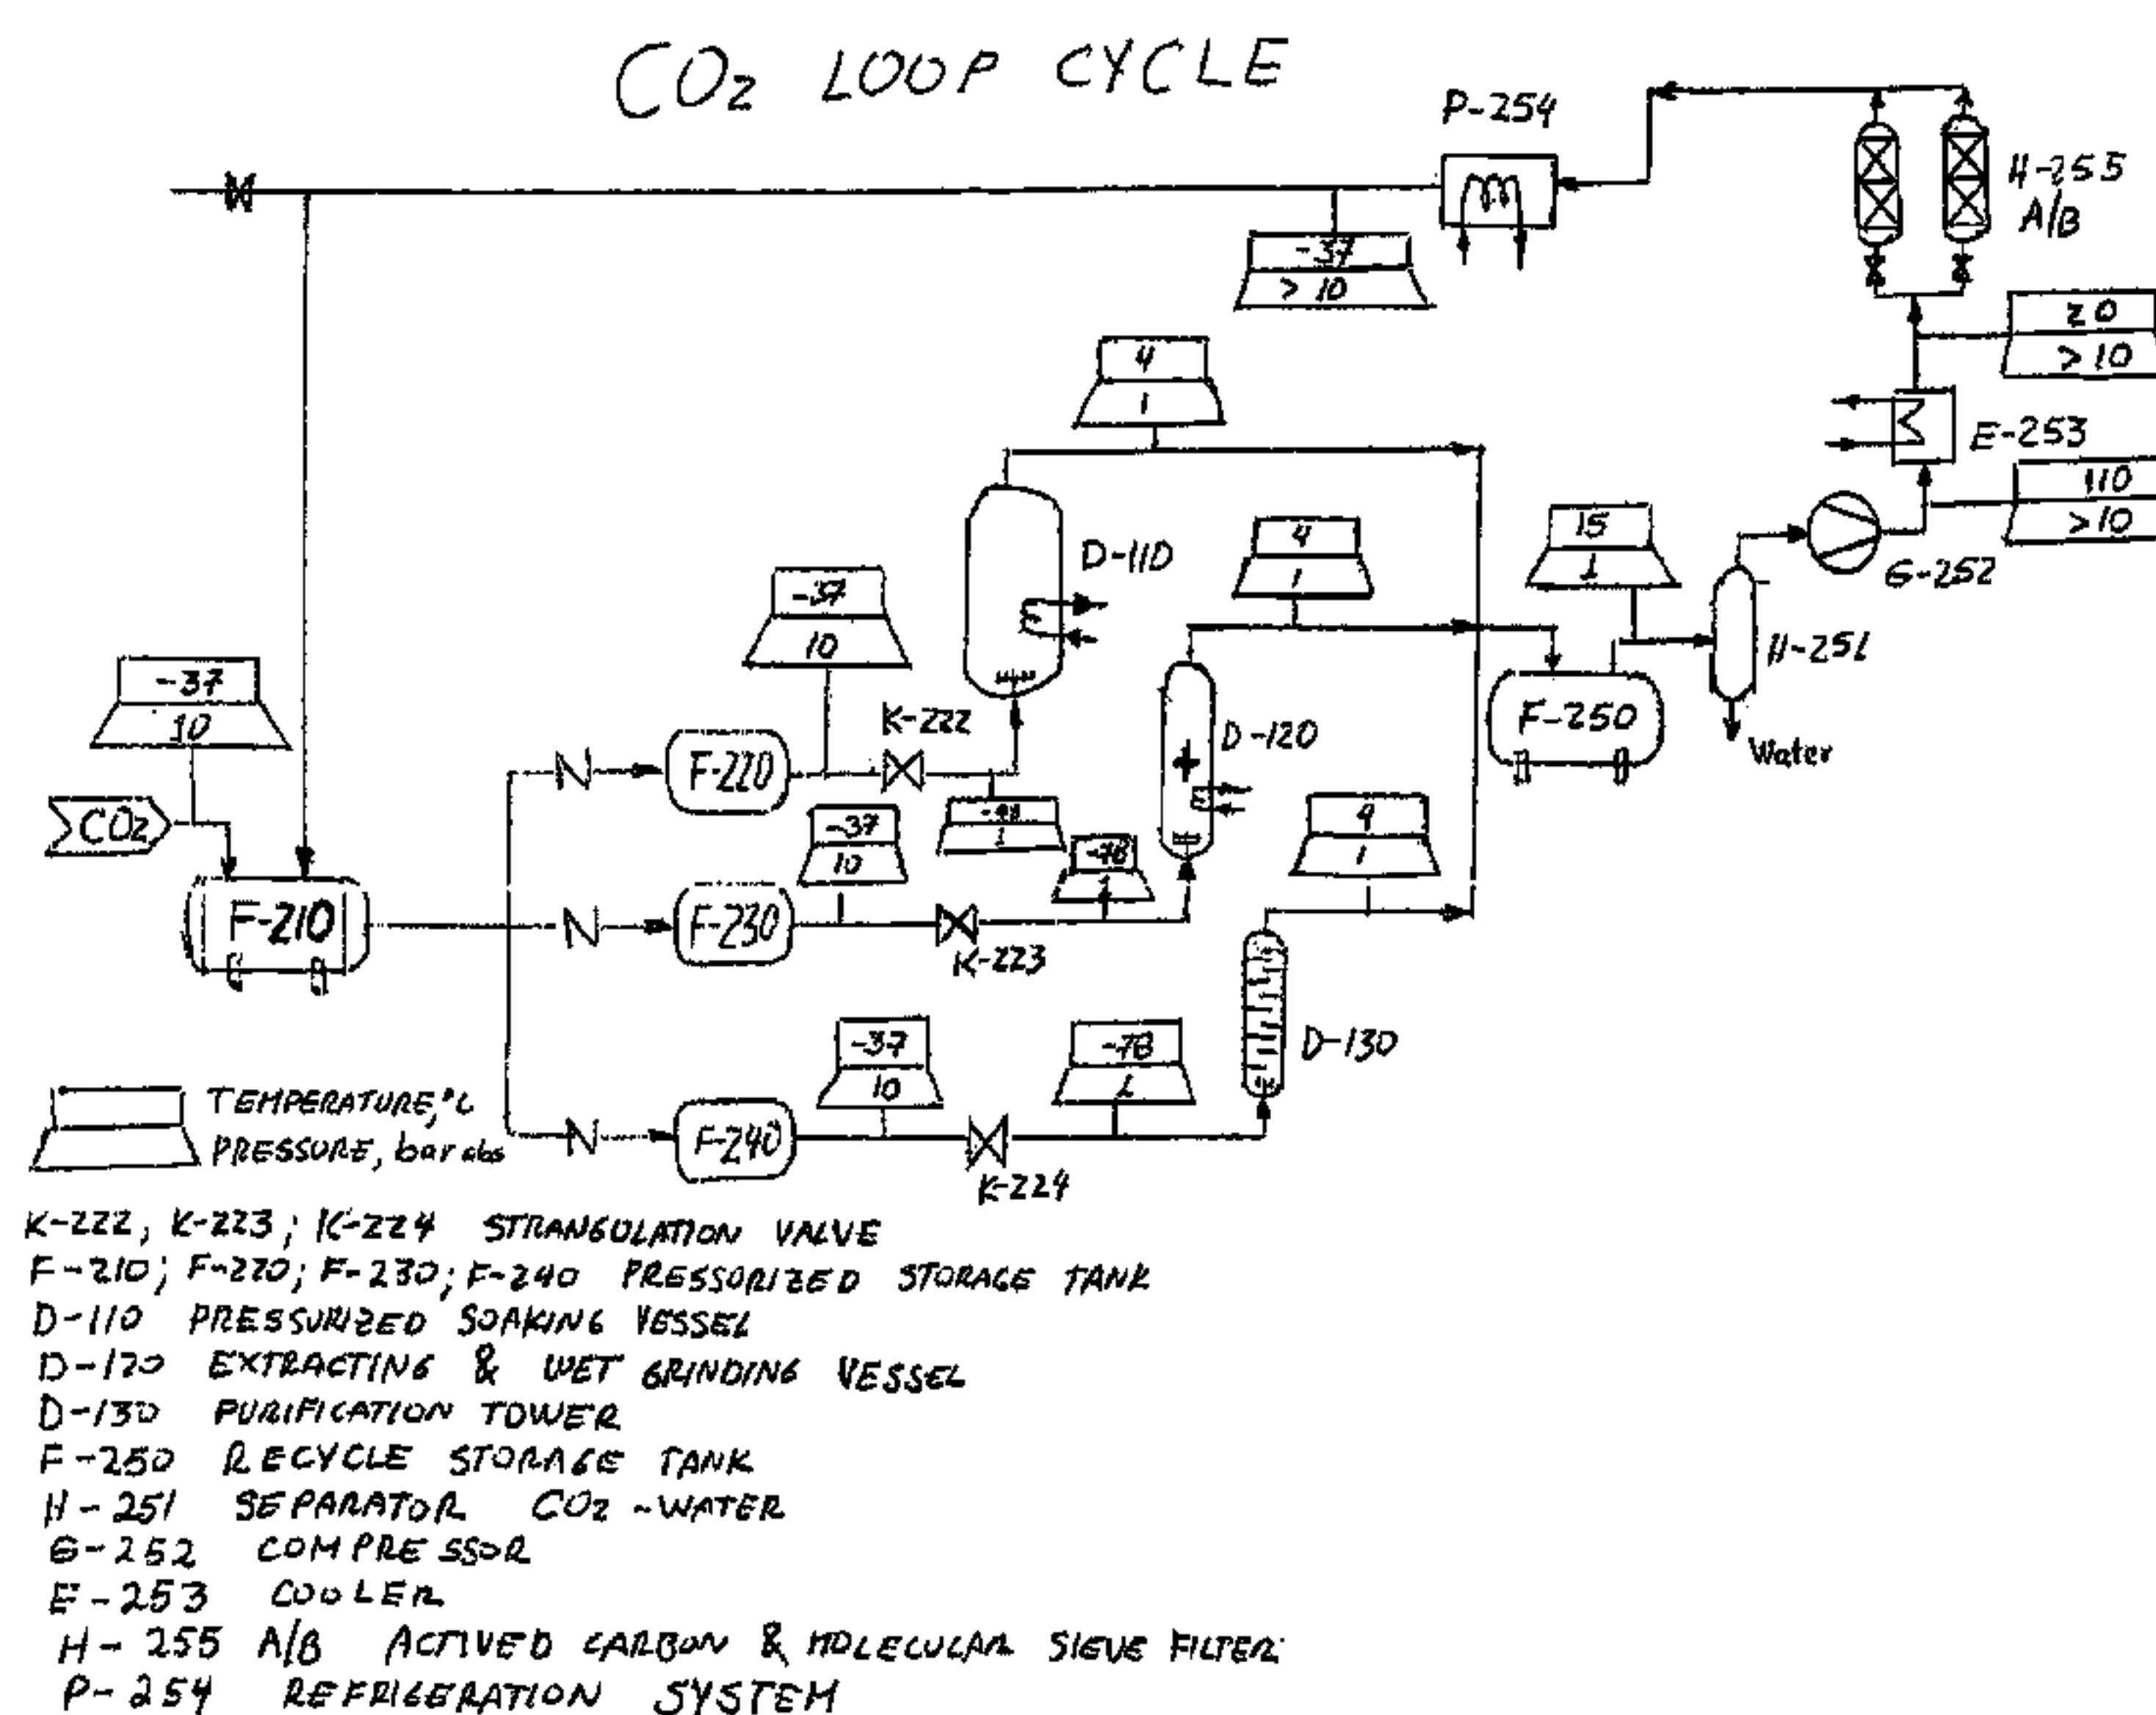 CO2 LOOP CYCLE
P-254
H-255
A/B
-37
>10
20
>10
4
1
E-253
110
>10
D-110
4
1
15
1
G-252
-37
10
H-251
-37
10
K-222
D-120
F-250
Water
F-220
CO2
1
-37
10
-78
4
1
F-210
F-230
K-223
D-130
-37
10
-78
1
TEMPERATURE, °C
PRESSURE, bar abs
F-240
K-224
K-222, K-223; K-224 STRANGULATION VALVE
F-210; F-220; F-230; F-240 PRESSORIZED STORAGE TANK
D-110 PRESSURIZED SOAKING VESSEL
D-120 EXTRACTING & WET GRINDING VESSEL
D-130 PURIFICATION TOWER
F-250 RECYCLE STORAGE TANK
H-251 SEPARATOR CO2-WATER
G-252 COMPRESSOR
E-253 COOLER
H-255 A/B ACTIVED CARBON & MOLECULAR SIEVE FILTER
P-254 REFRIGERATION SYSTEM